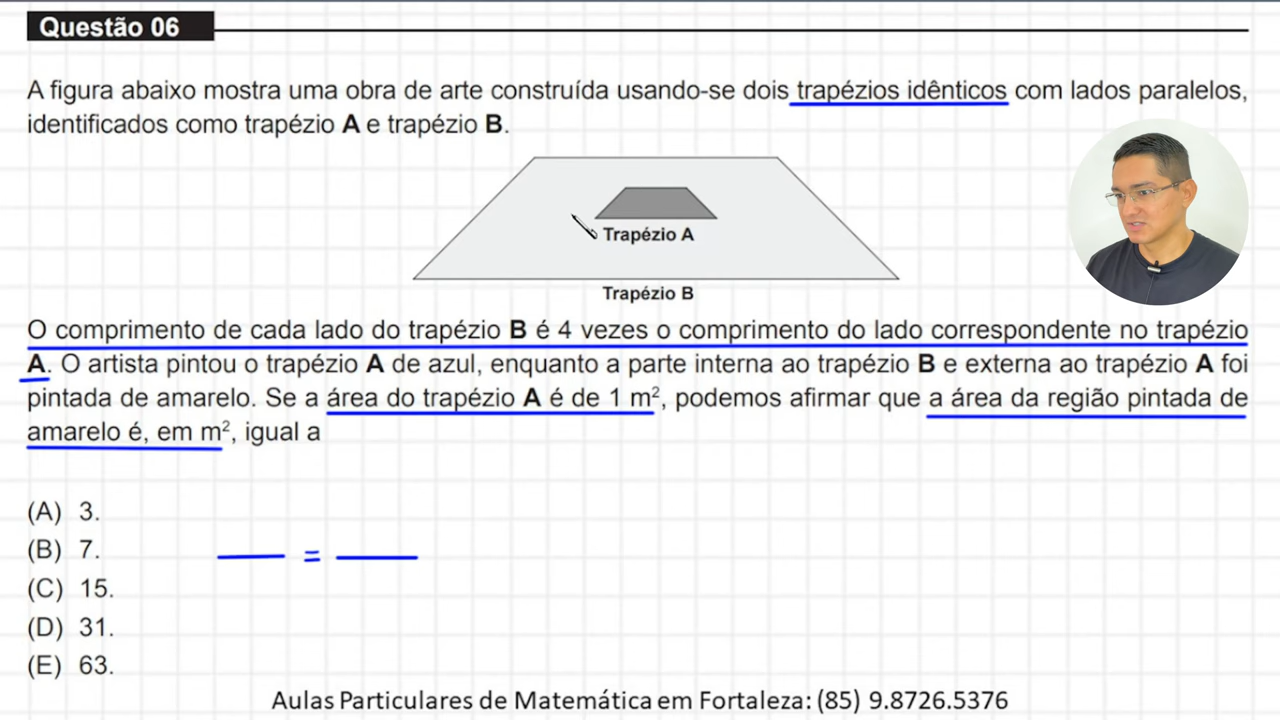 Questão 06
A figura abaixo mostra uma obra de arte construída usando-se dois trapézios idênticos com lados paralelos,
identificados como trapézio A e trapézio B.
Trapézio A
Trapézio B
O comprimento de cada lado do trapézio B é 4 vezes o comprimento do lado correspondente no trapézio
A. O artista pintou o trapézio A de azul, enquanto a parte interna ao trapézio B e externa ao trapézio A foi
pintada de amarelo. Se a área do trapézio A é de 1 m², podemos afirmar que a área da região pintada de
amarelo é, em m², igual a
(A) 3.
(B) 7.
=
(C) 15.
(D) 31.
(E) 63.
Aulas Particulares de Matemática em Fortaleza: (85) 9.8726.5376